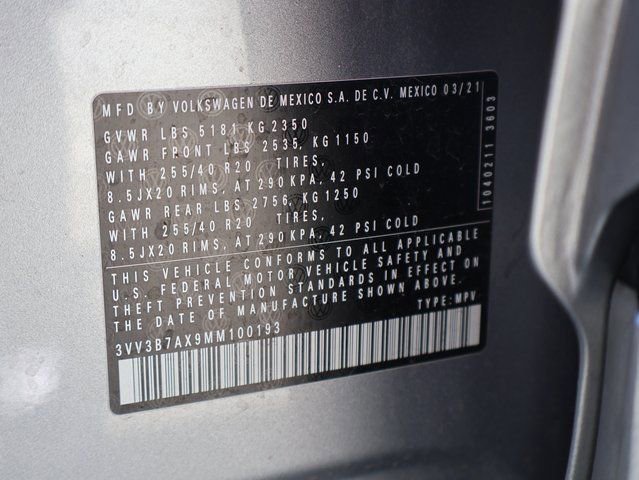 MFD BY VOLKSWAGEN DE MEXICO S.A. DE C.V. MEXICO 03/21
GVWR LBS 5181 KG 2350
GAWR FRONT LBS 2535, KG 1150
WITH 255/40 R20 TIRES,
8.5JX20 RIMS, AT 290 KPA, 42 PSI COLD
GAWR REAR LBS 2756, KG 1250
WITH 255/40 R20 TIRES,
8.5JX20 RIMS, AT 290 KPA, 42 PSI COLD
THIS VEHICLE CONFORMS TO ALL APPLICABLE
U.S. FEDERAL MOTOR VEHICLE SAFETY AND
THEFT PREVENTION STANDARDS IN EFFECT ON
THE DATE OF MANUFACTURE SHOWN ABOVE.
3VV3B7AX9MM100193 TYPE: MPV
1040211 3603